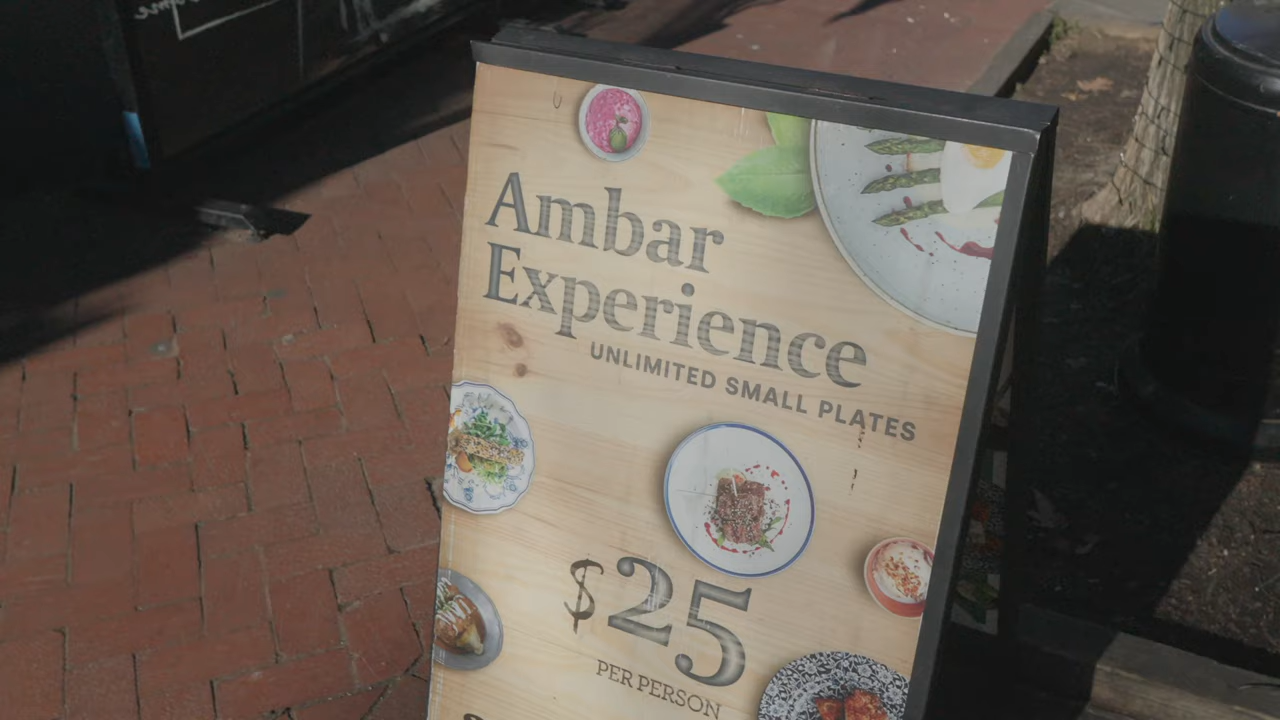 Ambar
Experience
UNLIMITED SMALL PLATES
$25
PER PERSON